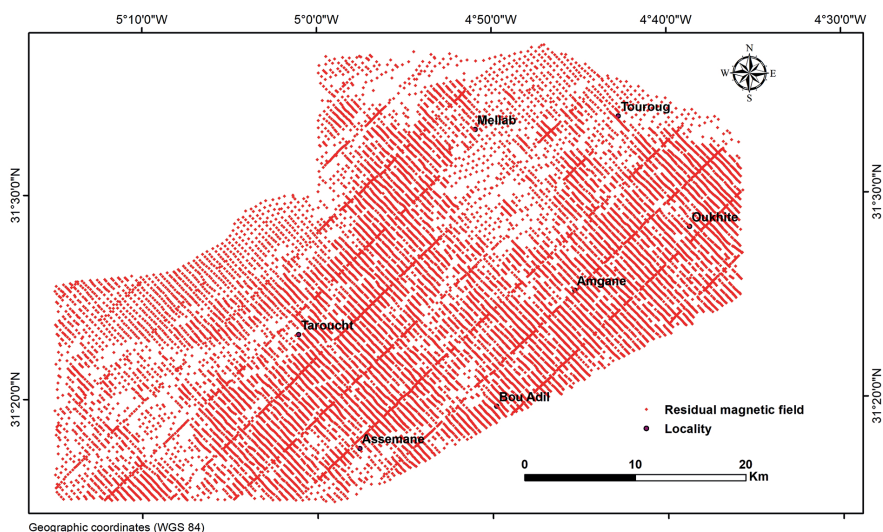 5°10'0"W 5°0'0"W 4°50'0"W 4°40'0"W 4°30'0"W
N
W E
S
Touroug
Mellab
31°30'0"N 31°30'0"N
Oukhite
Amgane
Taroucht
31°20'0"N 31°20'0"N
Bou Adil
Residual magnetic field
Locality
Assemane
0 10 20
Km
Geographic coordinates (WGS 84)